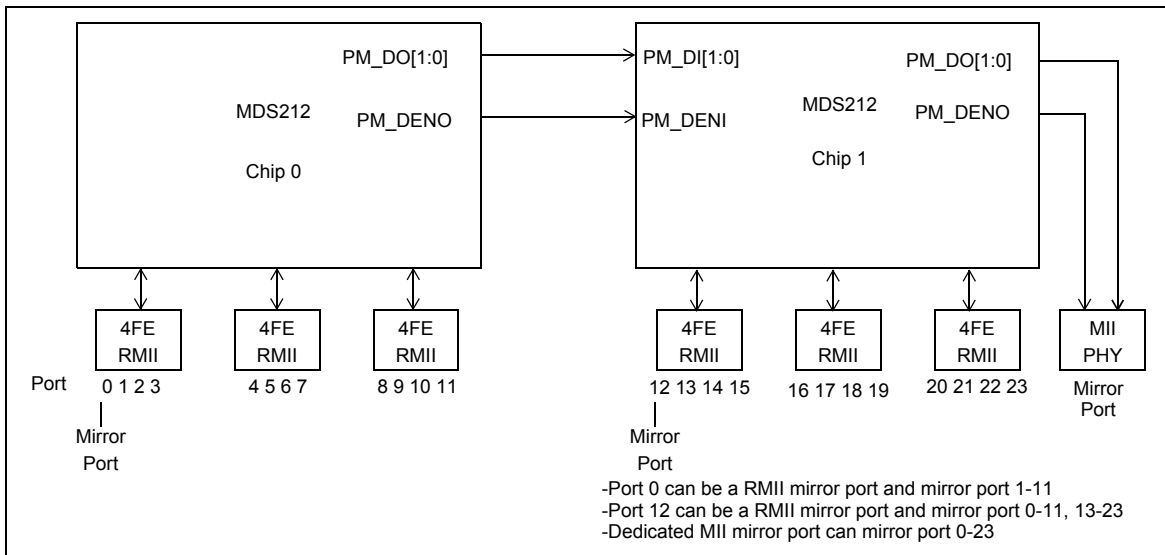 PM_DO[1:0]
MDS212
PM_DENO
Chip 0
PM_DI[1:0]
PM_DO[1:0]
MDS212
PM_DENI
PM_DENO
Chip 1
4FE
RMII
4FE
RMII
4FE
RMII
4FE
RMII
4FE
RMII
4FE
RMII
MII
PHY
Port
0 1 2 3
4 5 6 7
8 9 10 11
12 13 14 15
16 17 18 19
20 21 22 23
Mirror
Port
Mirror
Port
Mirror
Port
-Port 0 can be a RMII mirror port and mirror port 1-11
-Port 12 can be a RMII mirror port and mirror port 0-11, 13-23
-Dedicated MII mirror port can mirror port 0-23